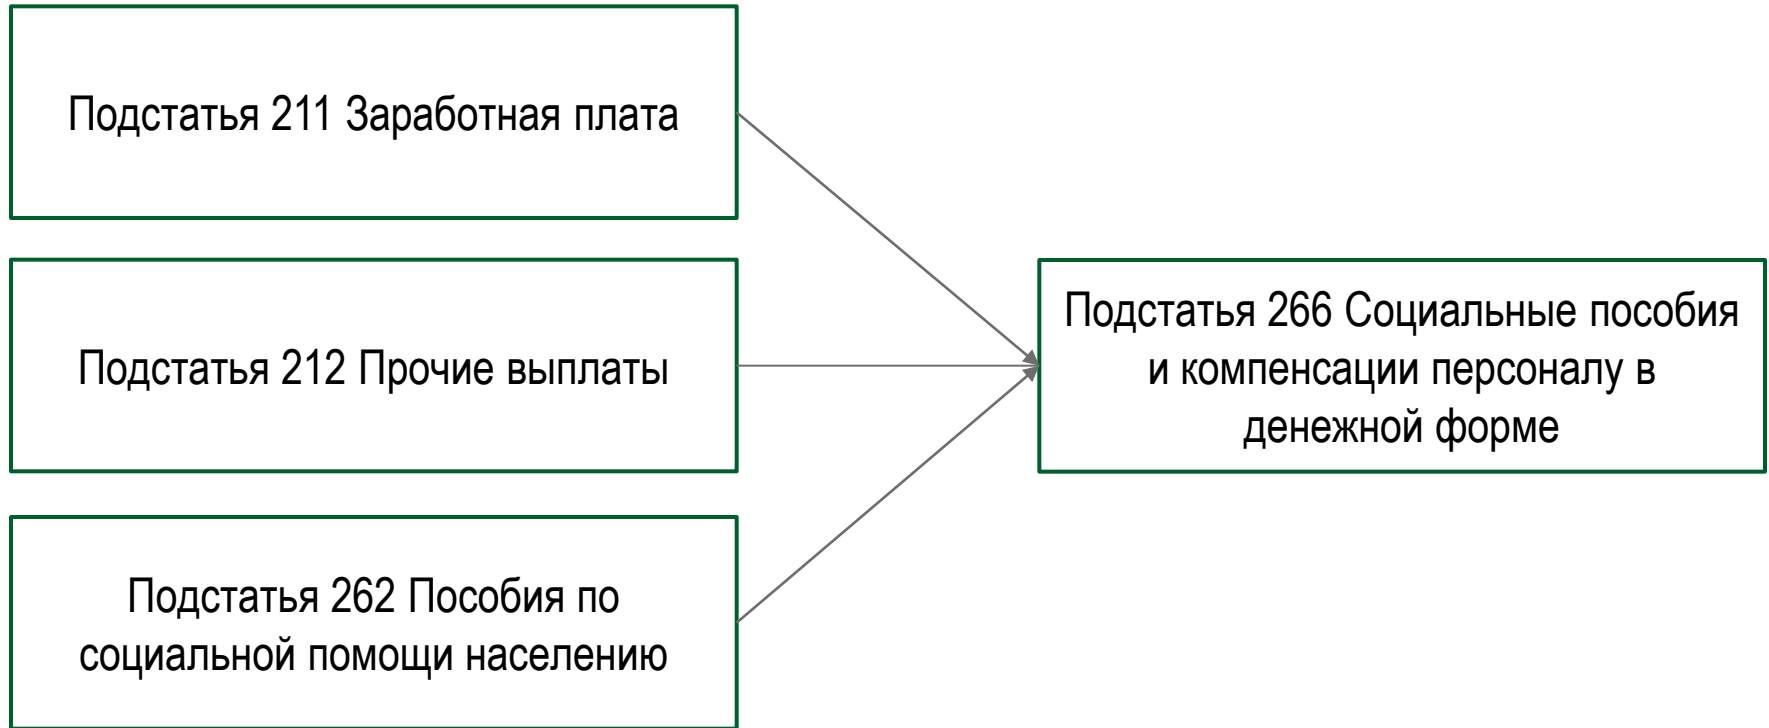 Подстатья 211 Заработная плата
Подстатья 212 Прочие выплаты
Подстатья 262 Пособия по
социальной помощи населению
Подстатья 266 Социальные пособия
и компенсации персоналу в
денежной форме